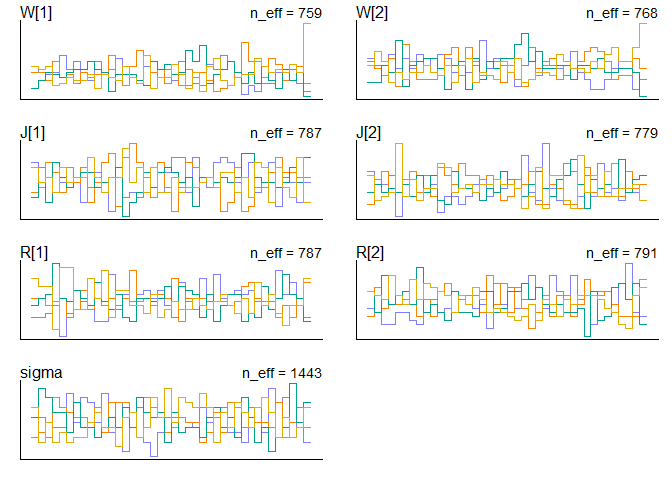 W[1] n_eff = 759
W[2] n_eff = 768
J[1] n_eff = 787
J[2] n_eff = 779
R[1] n_eff = 787
R[2] n_eff = 791
sigma n_eff = 1443